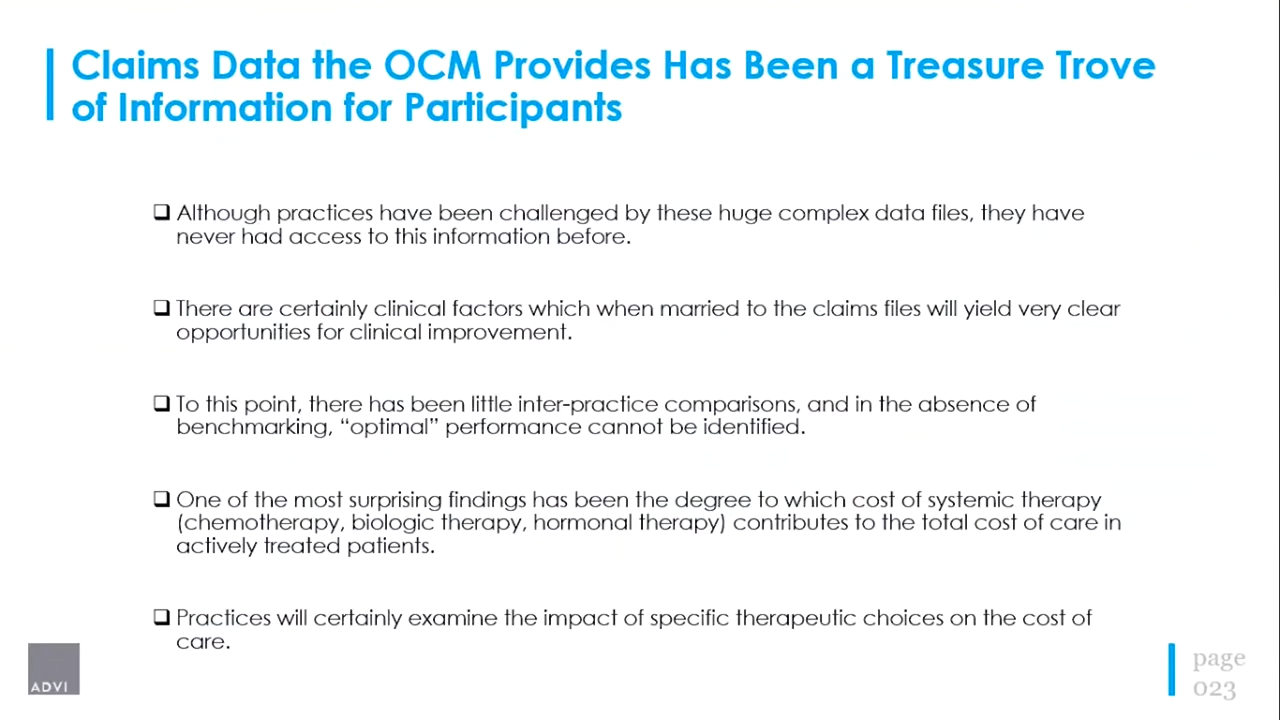 Claims Data the OCM Provides Has Been a Treasure Trove
of Information for Participants
❑ Although practices have been challenged by these huge complex data files, they have
never had access to this information before.
❑ There are certainly clinical factors which when married to the claims files will yield very clear
opportunities for clinical improvement.
❑ To this point, there has been little inter-practice comparisons, and in the absence of
benchmarking, “optimal” performance cannot be identified.
❑ One of the most surprising findings has been the degree to which cost of systemic therapy
(chemotherapy, biologic therapy, hormonal therapy) contributes to the total cost of care in
actively treated patients.
❑ Practices will certainly examine the impact of specific therapeutic choices on the cost of
care.
ADVI
page
023